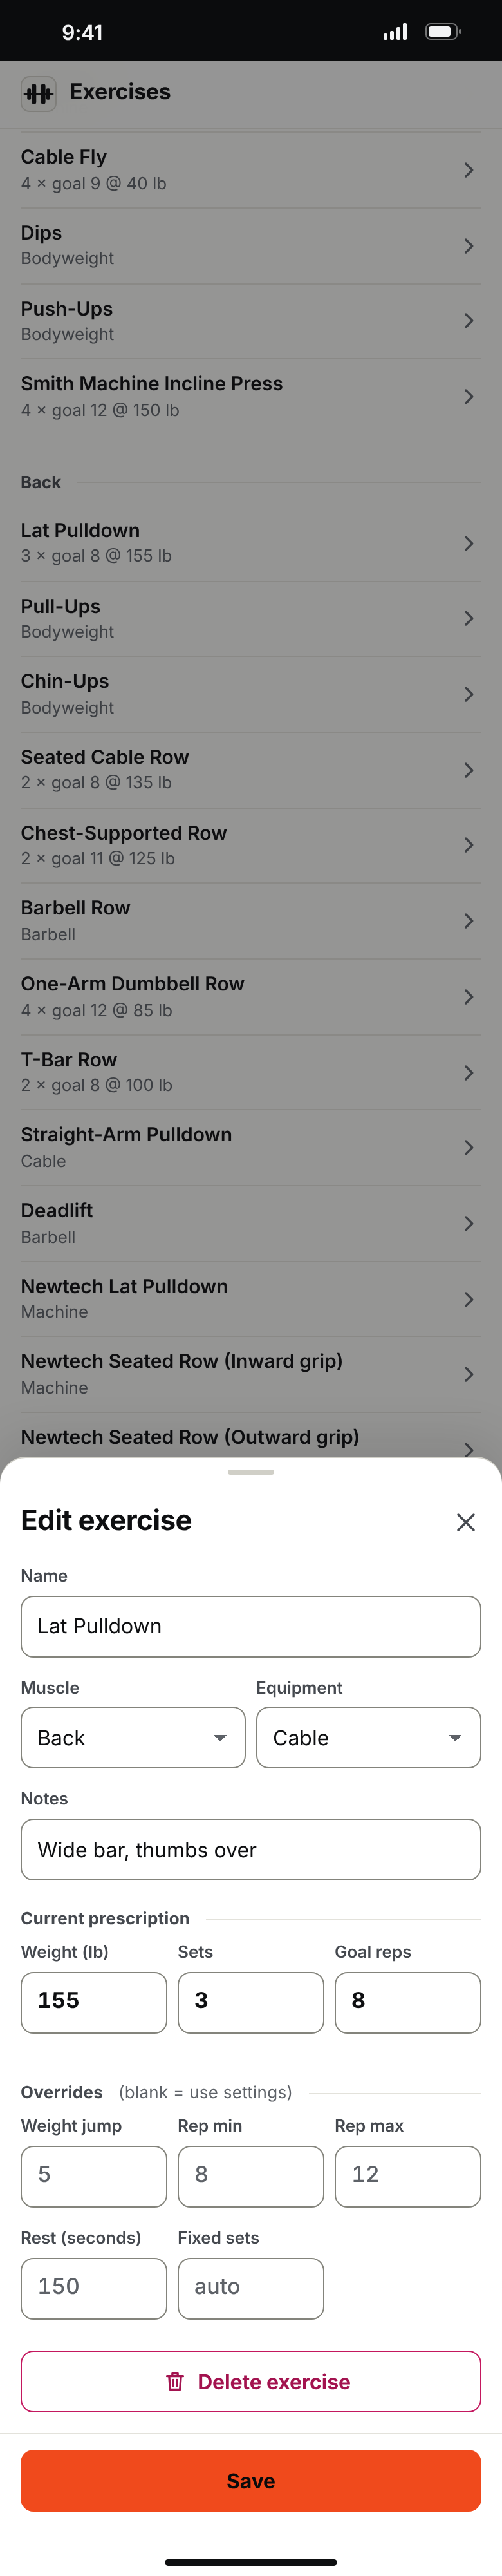 9:41
Exercises
Cable Fly
4 × goal 9 @ 40 lb
Dips
Bodyweight
Push-Ups
Bodyweight
Smith Machine Incline Press
4 × goal 12 @ 150 lb
Back
Lat Pulldown
3 × goal 8 @ 155 lb
Pull-Ups
Bodyweight
Chin-Ups
Bodyweight
Seated Cable Row
2 × goal 8 @ 135 lb
Chest-Supported Row
2 × goal 11 @ 125 lb
Barbell Row
Barbell
One-Arm Dumbbell Row
4 × goal 12 @ 85 lb
T-Bar Row
2 × goal 8 @ 100 lb
Straight-Arm Pulldown
Cable
Deadlift
Barbell
Newtech Lat Pulldown
Machine
Newtech Seated Row (Inward grip)
Machine
Newtech Seated Row (Outward grip)
Edit exercise
Name
Lat Pulldown
Muscle Equipment
Back Cable
Notes
Wide bar, thumbs over
Current prescription
Weight (lb) Sets Goal reps
155 3 8
Overrides (blank = use settings)
Weight jump Rep min Rep max
5 8 12
Rest (seconds) Fixed sets
150 auto
Delete exercise
Save